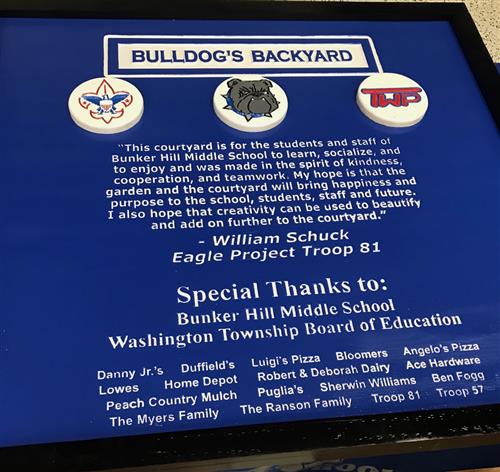 BULLDOG'S BACKYARD
TWP
"This courtyard is for the students and staff of
Bunker Hill Middle School to learn, socialize, and
to enjoy and was made in the spirit of kindness,
cooperation, and teamwork. My hope is that the
garden and the courtyard will bring happiness and
purpose to the school, students, staff and future.
I also hope that creativity can be used to beautify
and add on further to the courtyard."
- William Schuck
Eagle Project Troop 81
Special Thanks to:
Bunker Hill Middle School
Washington Township Board of Education
Danny Jr.'s Duffield's Luigi's Pizza Bloomers Angelo's Pizza
Lowes Home Depot Robert & Deborah Dairy Ace Hardware
Peach Country Mulch Puglia's Sherwin Williams Ben Fogg
The Myers Family The Ranson Family Troop 81 Troop 57